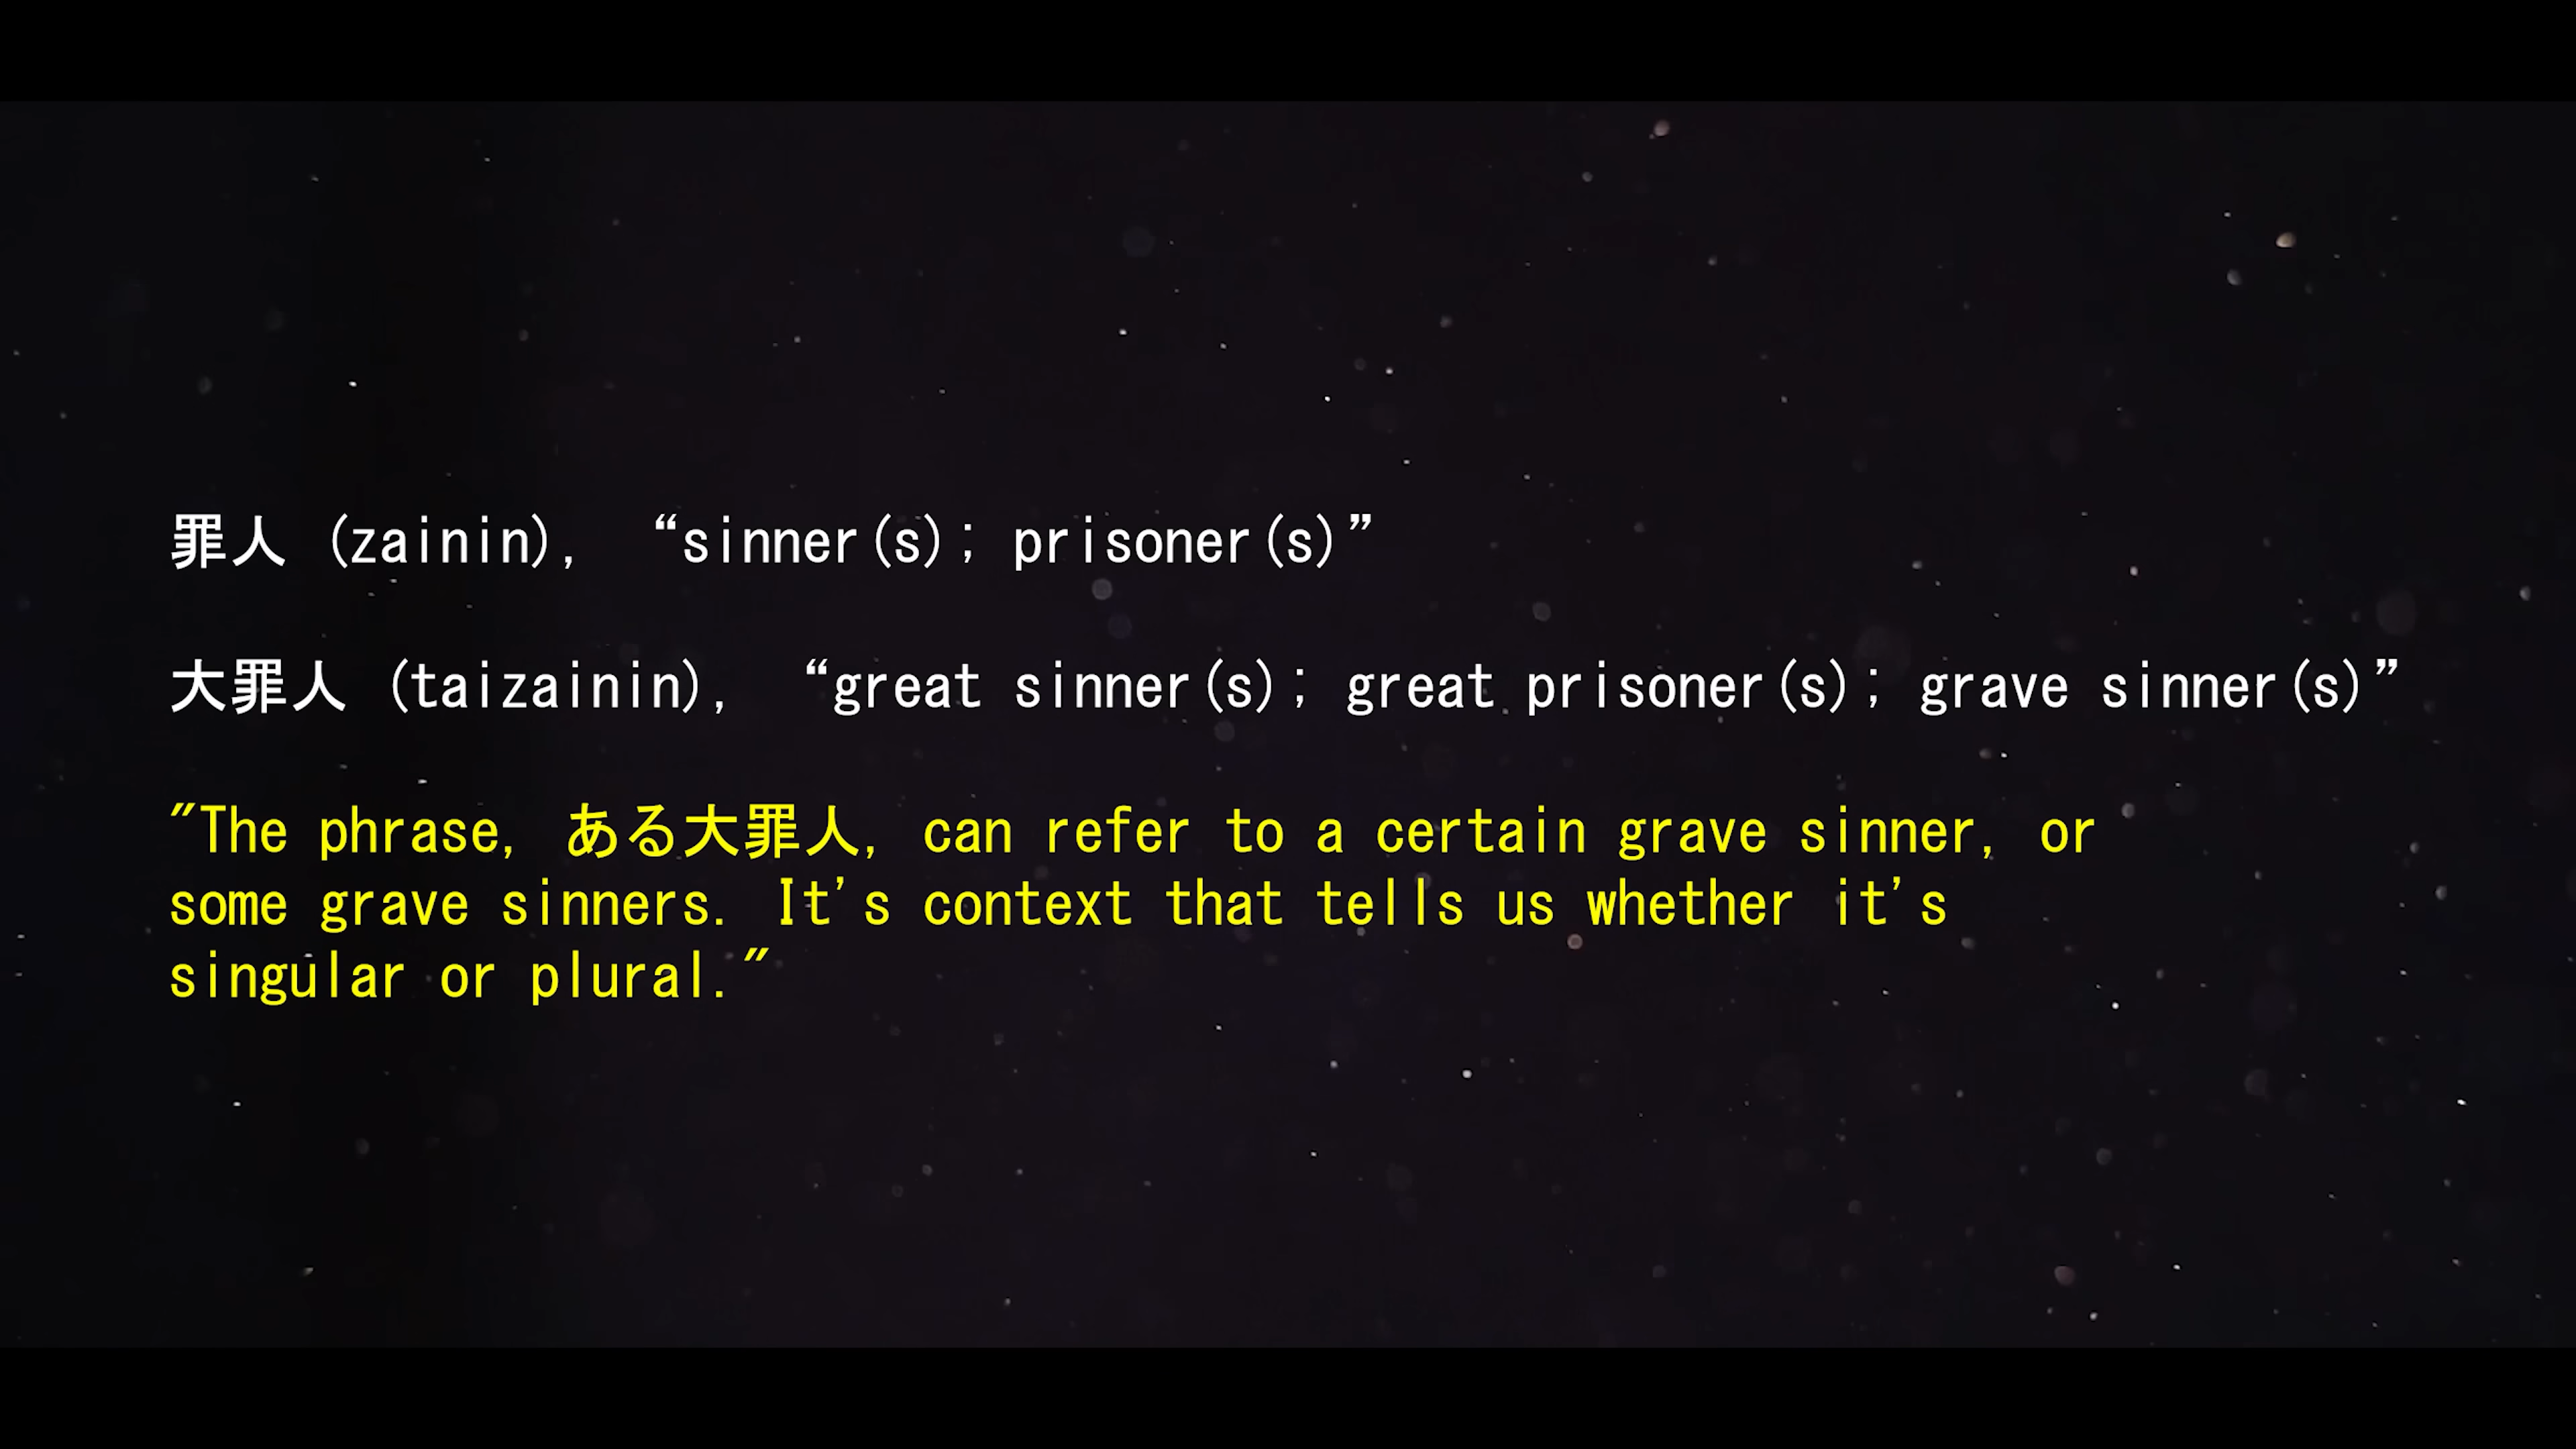 罪人 (zainin), “sinner(s); prisoner(s)”
大罪人 (taizainin), “great sinner(s); great prisoner(s); grave sinner(s)”
"The phrase, ある大罪人, can refer to a certain grave sinner, or
some grave sinners. It's context that tells us whether it's
singular or plural."